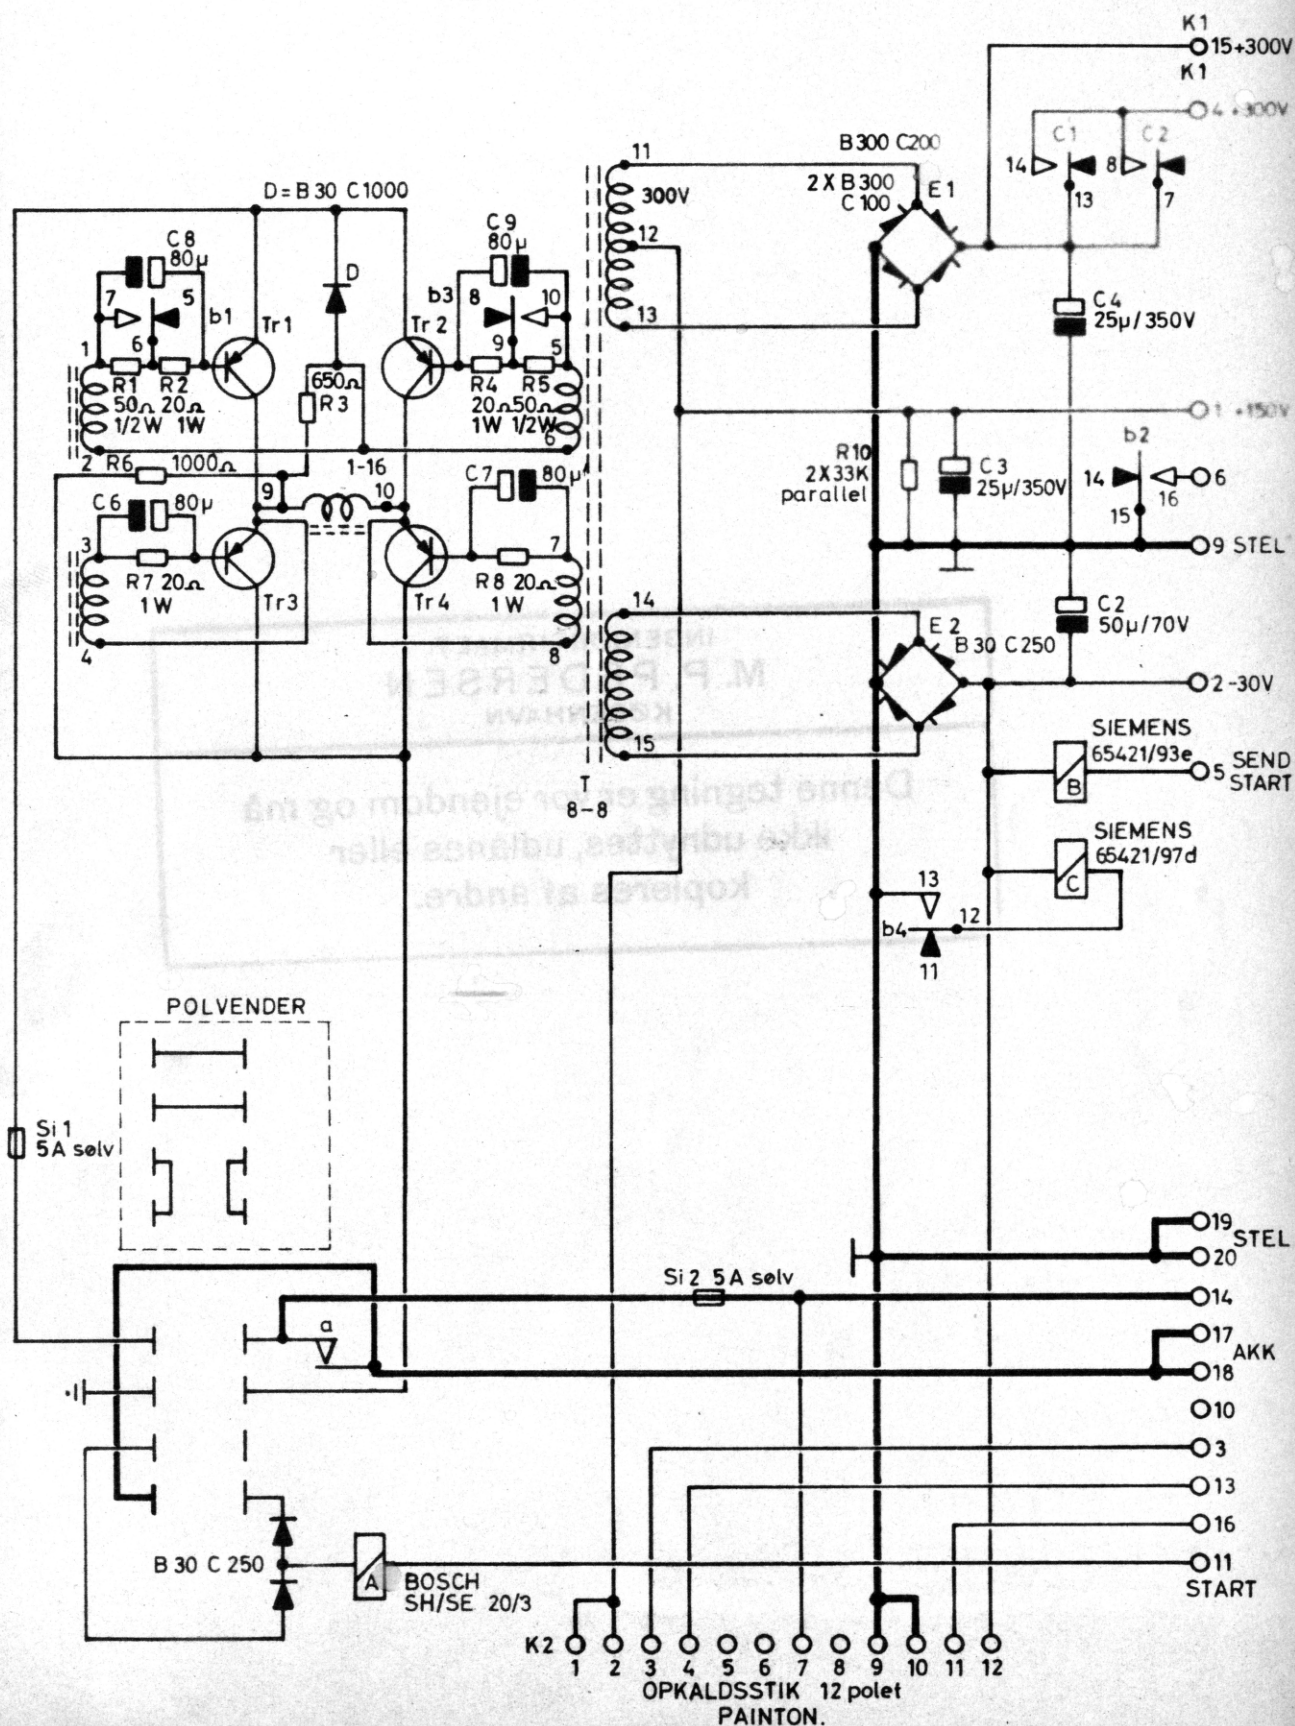 K1
15+300V
K1
4 +300V
C1
C2
14
13
8
7
11
B300 C200
300V
2X B300
C100
E1
12
13
D=B30 C1000
C8
80µ
7
5
b1
6
1
Tr1
D
C9
80µ
b3
8
10
9
5
Tr2
R1
50Ω
1/2W
R2
20Ω
1W
650Ω
R3
R4
20Ω
1W
R5
50Ω
1/2W
6
2
R6
1000Ω
1-16
9
10
C7
80µ
C6
80µ
3
R7 20Ω
1W
Tr3
Tr4
R8 20Ω
1W
7
4
8
C4
25µ/350V
1 +150V
R10
2X33K
parallel
C3
25µ/350V
b2
14
16
6
15
9 STEL
14
E2
B30 C250
C2
50µ/70V
2 -30V
15
T
8-8
SIEMENS
65421/93e
B
5 SEND
START
SIEMENS
65421/97d
C
13
b4
12
11
INGENIØRFIRMAET
M. P. PEDERSEN
KØBENHAVN
Denne tegning er vor ejendom og må
ikke udnyttes, udlånes eller
kopieres af andre.
POLVENDER
Si 1
5A sølv
19
STEL
20
Si 2 5A sølv
14
a
17
AKK
18
10
3
13
16
B30 C250
A
BOSCH
SH/SE 20/3
11
START
K2
1 2 3 4 5 6 7 8 9 10 11 12
OPKALDSSTIK 12 polet
PAINTON.